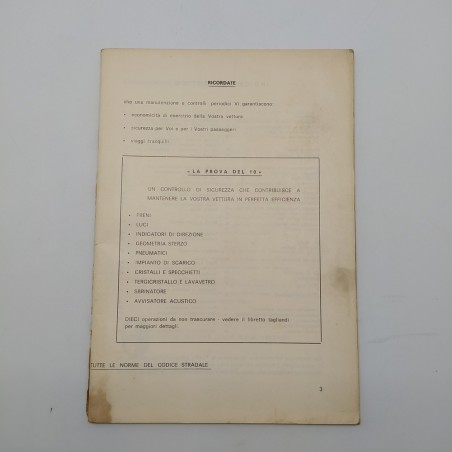 RICORDATE
che una manutenzione e controlli periodici Vi garantiscono:
• economicità in esercizio della Vostra vettura
• sicurezza per Voi e per i Vostri passeggeri
• viaggi tranquilli
« LA PROVA DEL 10 »
UN CONTROLLO DI SICUREZZA CHE CONTRIBUISCE A
MANTENERE LA VOSTRA VETTURA IN PERFETTA EFFICIENZA
• FRENI
• LUCI
• INDICATORI DI DIREZIONE
• GEOMETRIA STERZO
• PNEUMATICI
• IMPIANTO DI SCARICO
• CRISTALLI E SPECCHIETTI
• TERGICRISTALLO E LAVAVETRO
• SBRINATORE
• AVVISATORE ACUSTICO
DIECI operazioni da non trascurare - vedere il libretto tagliandi
per maggiori dettagli.
TUTTE LE NORME DEL CODICE STRADALE